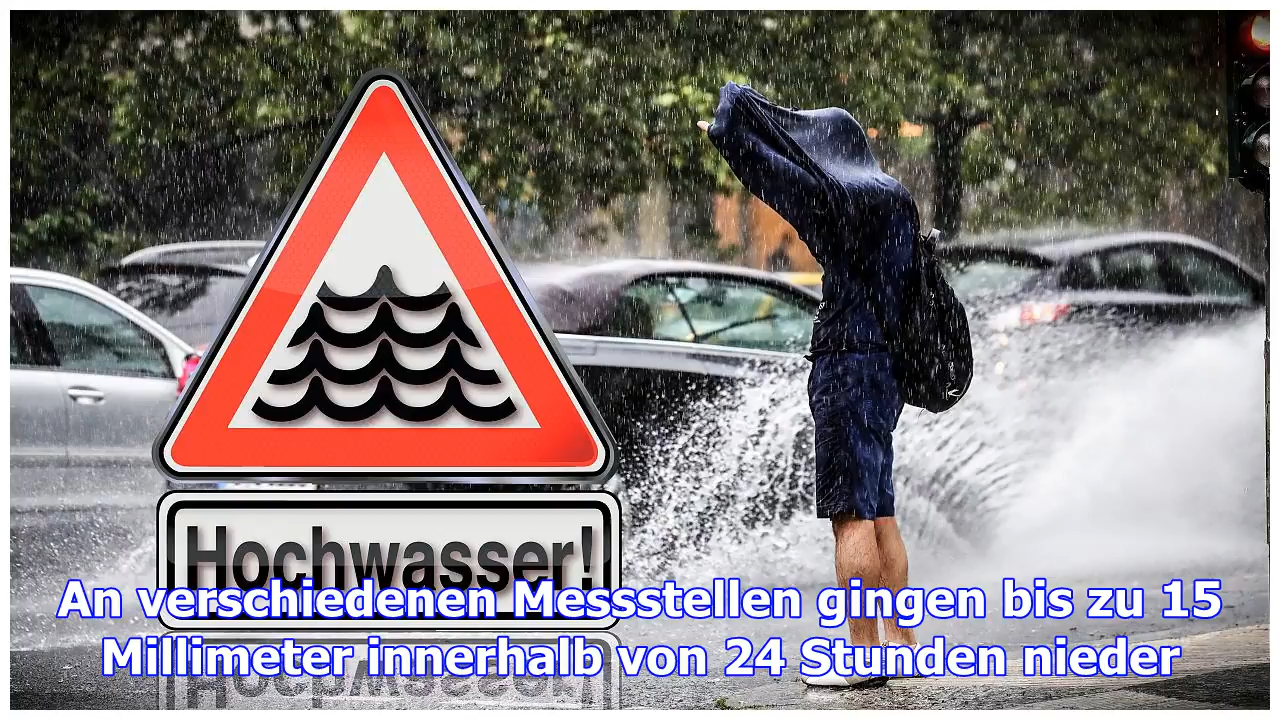 Hochwasser!
An verschiedenen Messstellen gingen bis zu 15
Millimeter innerhalb von 24 Stunden nieder